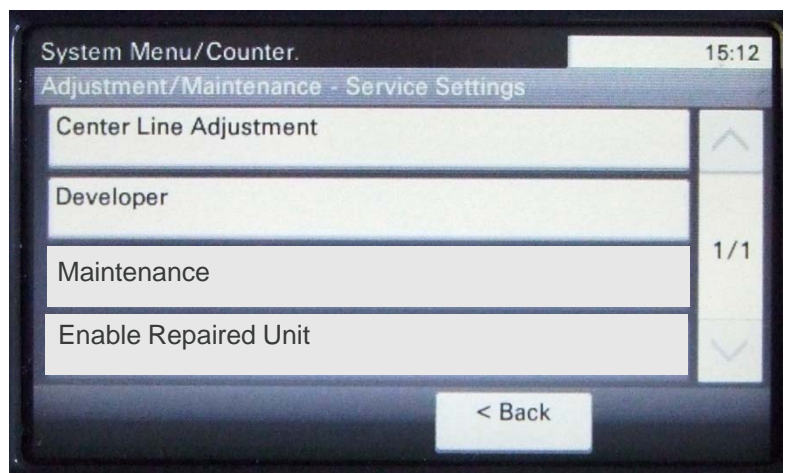 System Menu/Counter.
15:12
Adjustment/Maintenance - Service Settings
Center Line Adjustment
Developer
Maintenance
1/1
Enable Repaired Unit
< Back